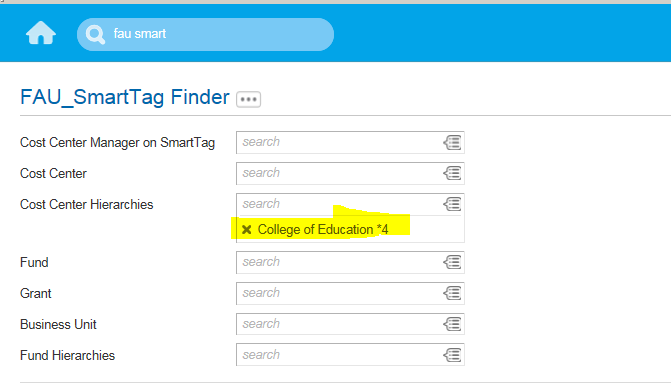 fau smart
FAU_SmartTag Finder
Cost Center Manager on SmartTag search
Cost Center search
Cost Center Hierarchies search
College of Education *4
Fund search
Grant search
Business Unit search
Fund Hierarchies search